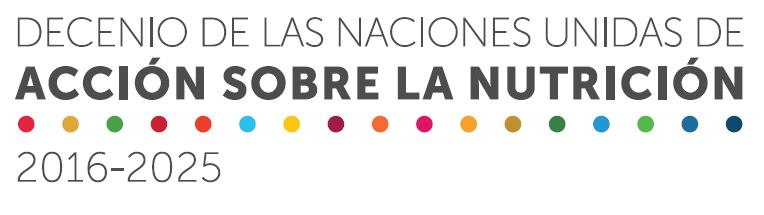 DECENIO DE LAS NACIONES UNIDAS DE
ACCIÓN SOBRE LA NUTRICIÓN
2016-2025